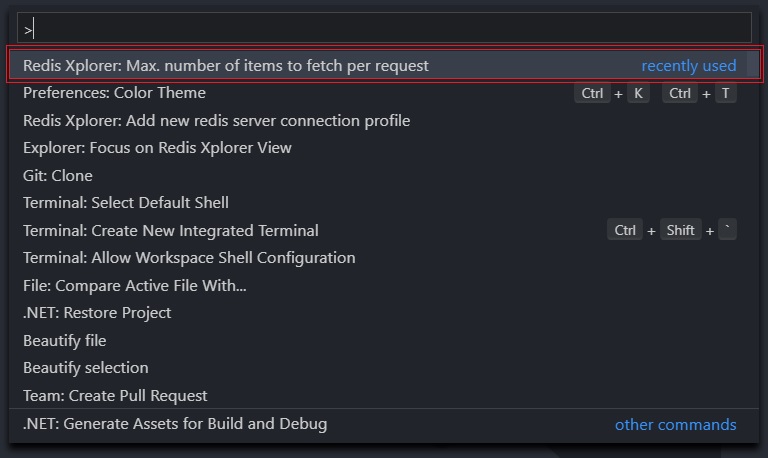 >
Redis Xplorer: Max. number of items to fetch per request recently used
Preferences: Color Theme Ctrl + K Ctrl + T
Redis Xplorer: Add new redis server connection profile
Explorer: Focus on Redis Xplorer View
Git: Clone
Terminal: Select Default Shell
Terminal: Create New Integrated Terminal Ctrl + Shift + `
Terminal: Allow Workspace Shell Configuration
File: Compare Active File With...
.NET: Restore Project
Beautify file
Beautify selection
Team: Create Pull Request
.NET: Generate Assets for Build and Debug other commands